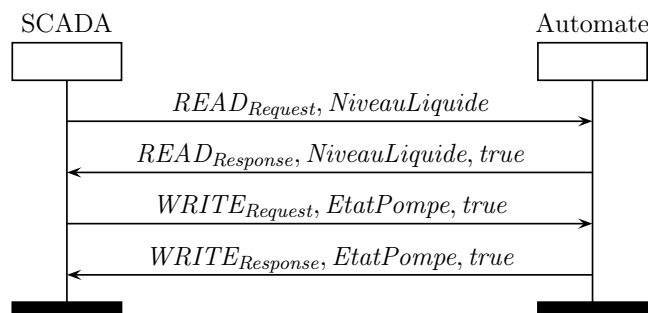 SCADA Automate
READ_Request, NiveauLiquide
READ_Response, NiveauLiquide, true
WRITE_Request, EtatPompe, true
WRITE_Response, EtatPompe, true